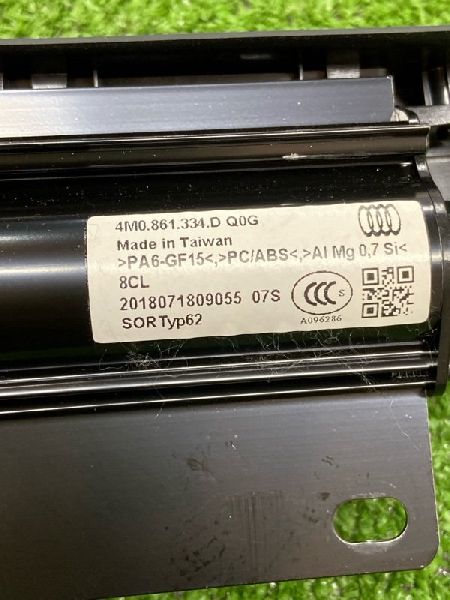 4M0.861.334.D Q0G
Made in Taiwan
>PA6-GF15<,>PC/ABS<,>Al Mg 0,7 Si<
8CL
2018071809055 07S
SORTyp62
CCC S
A096286